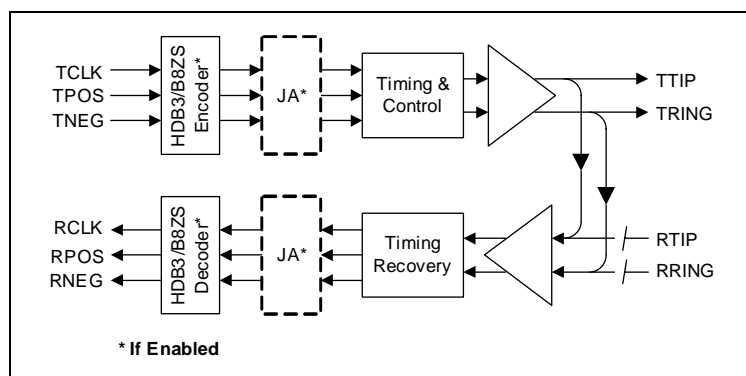 TCLK
TPOS
TNEG
HDB3/B8ZS
Encoder*
JA*
Timing &
Control
TTIP
TRING
RCLK
RPOS
RNEG
HDB3/B8ZS
Decoder*
JA*
Timing
Recovery
RTIP
RRING
* If Enabled